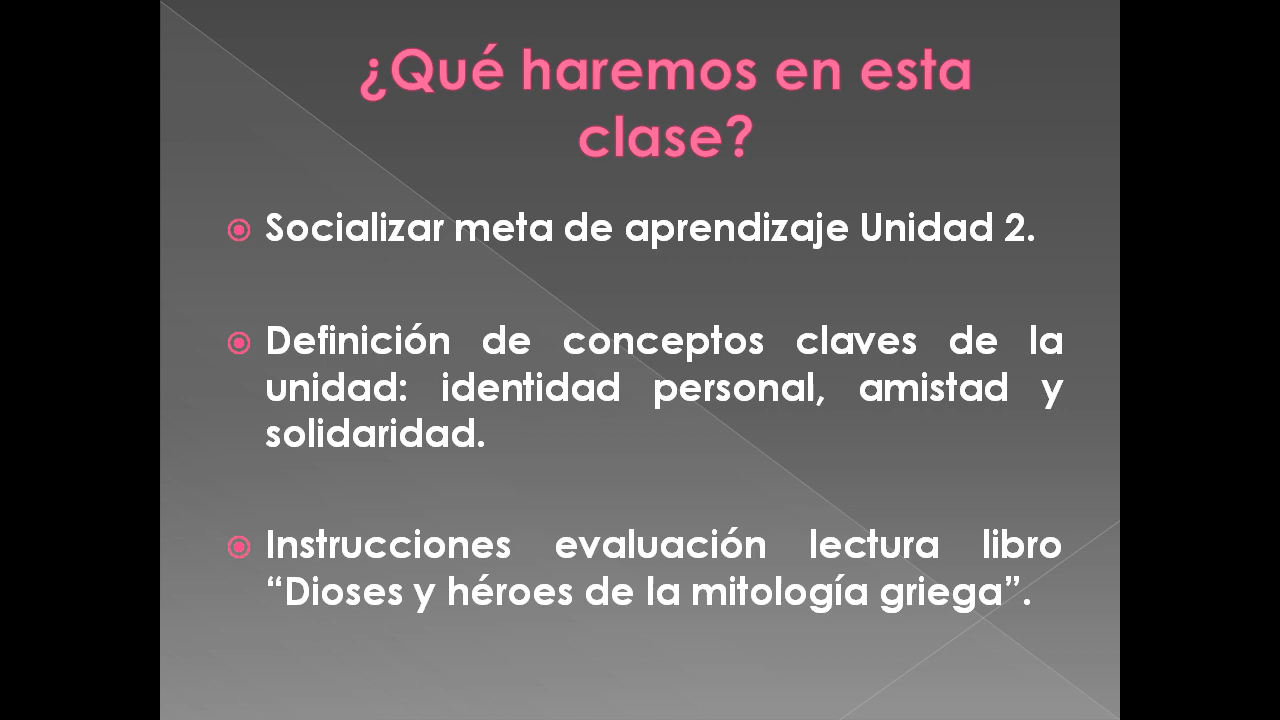 ¿Qué haremos en esta
clase?
Socializar meta de aprendizaje Unidad 2.
Definición de conceptos claves de la
unidad: identidad personal, amistad y
solidaridad.
Instrucciones evaluación lectura libro
“Dioses y héroes de la mitología griega”.